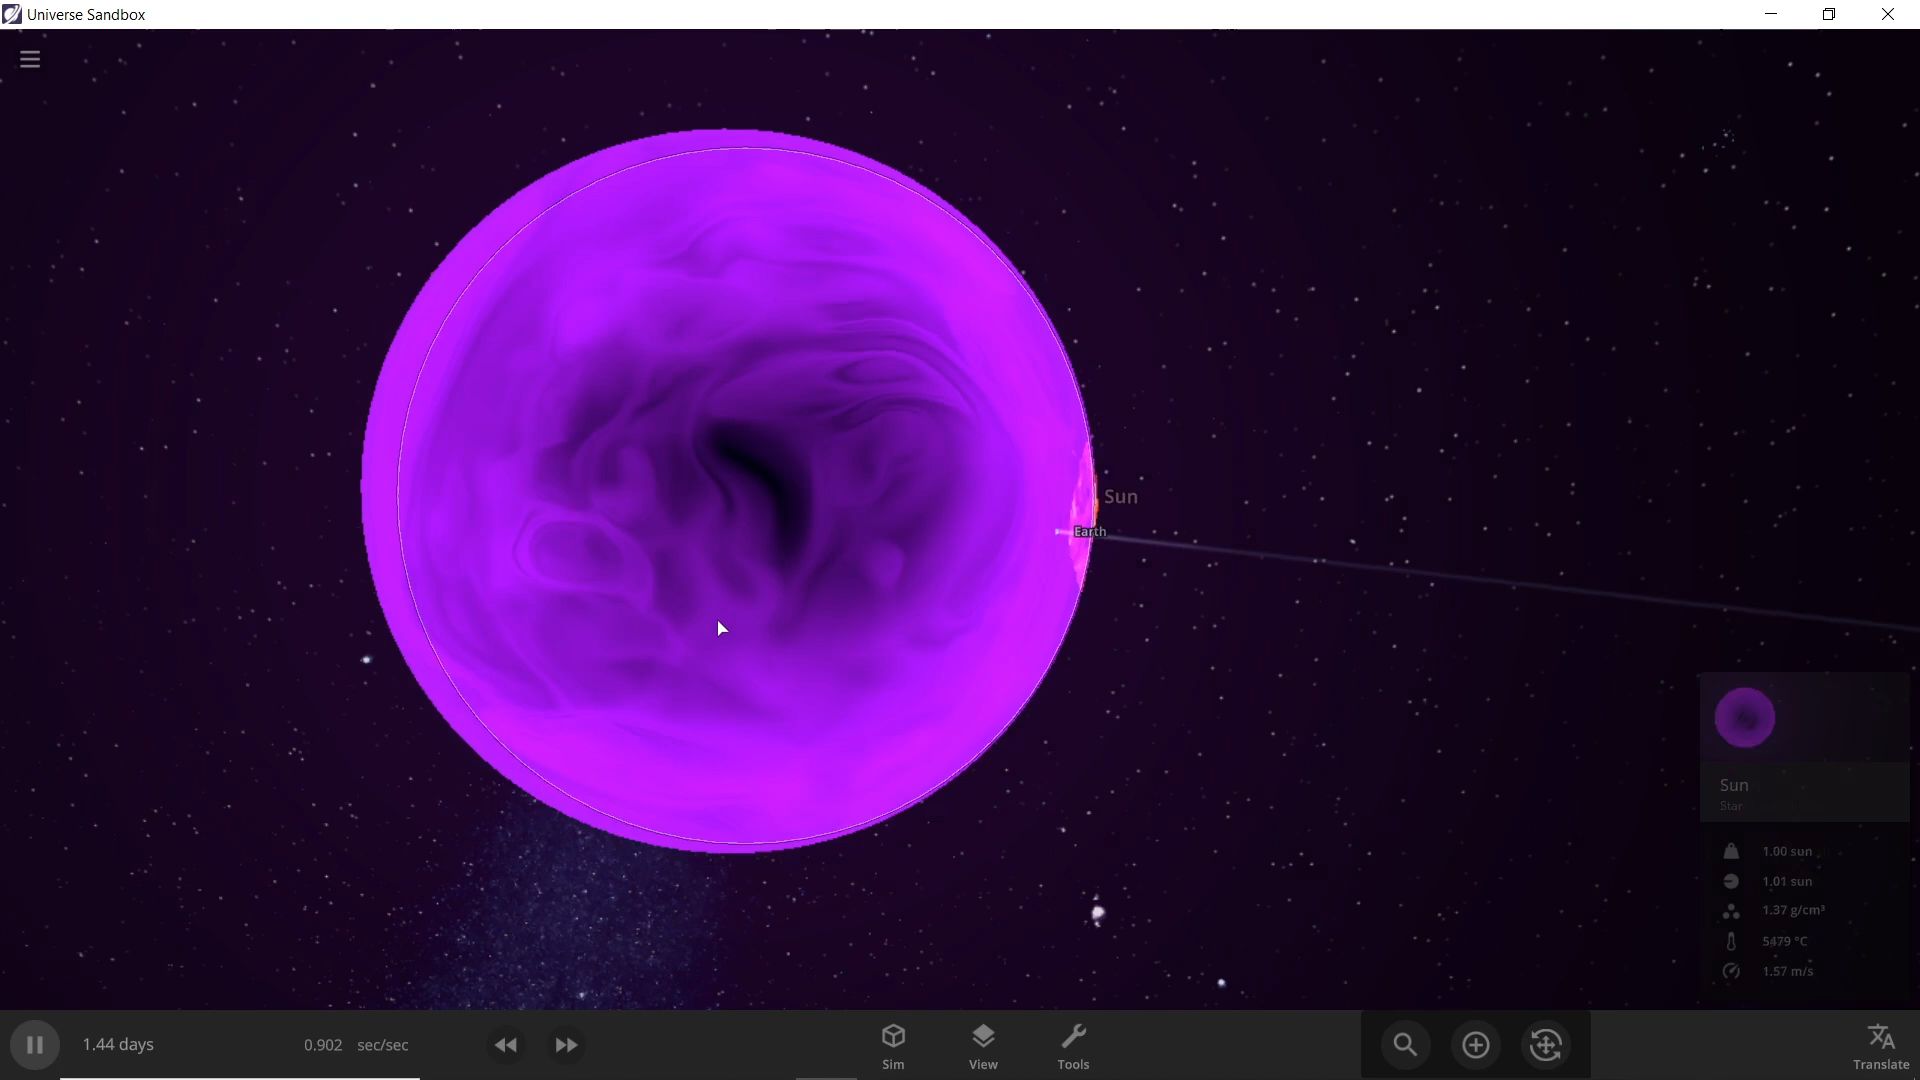 Universe Sandbox
Sun
Earth
Sun
Star
1.00 sun
1.01 sun
1.37 g/cm³
5479 °C
1.57 m/s
1.44 days
0.902 sec/sec
Sim
View
Tools
Translate